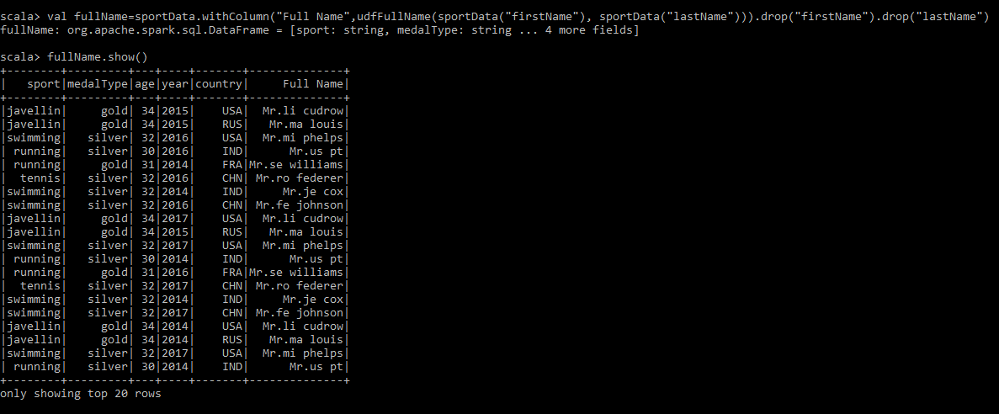 scala> val fullName=sportData.withColumn("Full Name",udfFullName(sportData("firstName"), sportData("lastName"))).drop("firstName").drop("lastName")
fullName: org.apache.spark.sql.DataFrame = [sport: string, medalType: string ... 4 more fields]
scala> fullName.show()
+--------+---------+---+----+-------+--------------+
|   sport|medalType|age|year|country|     Full Name|
+--------+---------+---+----+-------+--------------+
|javellin|     gold| 34|2015|    USA|  Mr.li cudrow|
|javellin|     gold| 34|2015|    RUS|   Mr.ma louis|
|swimming|   silver| 32|2016|    USA|  Mr.mi phelps|
| running|   silver| 30|2016|    IND|      Mr.us pt|
| running|     gold| 31|2014|    FRA|Mr.se williams|
|  tennis|   silver| 32|2016|    CHN| Mr.ro federer|
|swimming|   silver| 32|2014|    IND|     Mr.je cox|
|swimming|   silver| 32|2016|    CHN| Mr.fe johnson|
|javellin|     gold| 34|2017|    USA|  Mr.li cudrow|
|javellin|     gold| 34|2015|    RUS|   Mr.ma louis|
|swimming|   silver| 32|2017|    USA|  Mr.mi phelps|
| running|   silver| 30|2014|    IND|      Mr.us pt|
| running|     gold| 31|2016|    FRA|Mr.se williams|
|  tennis|   silver| 32|2017|    CHN| Mr.ro federer|
|swimming|   silver| 32|2014|    IND|     Mr.je cox|
|swimming|   silver| 32|2017|    CHN| Mr.fe johnson|
|javellin|     gold| 34|2014|    USA|  Mr.li cudrow|
|javellin|     gold| 34|2014|    RUS|   Mr.ma louis|
|swimming|   silver| 32|2017|    USA|  Mr.mi phelps|
| running|   silver| 30|2014|    IND|      Mr.us pt|
+--------+---------+---+----+-------+--------------+
only showing top 20 rows